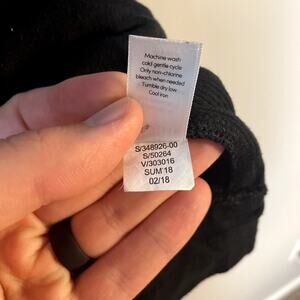 Machine wash
cold gentle cycle
Only non-chlorine
bleach when needed
Tumble dry low
Cool iron
S/348926-00
S/50264
V/303016
SUM'18
02/18